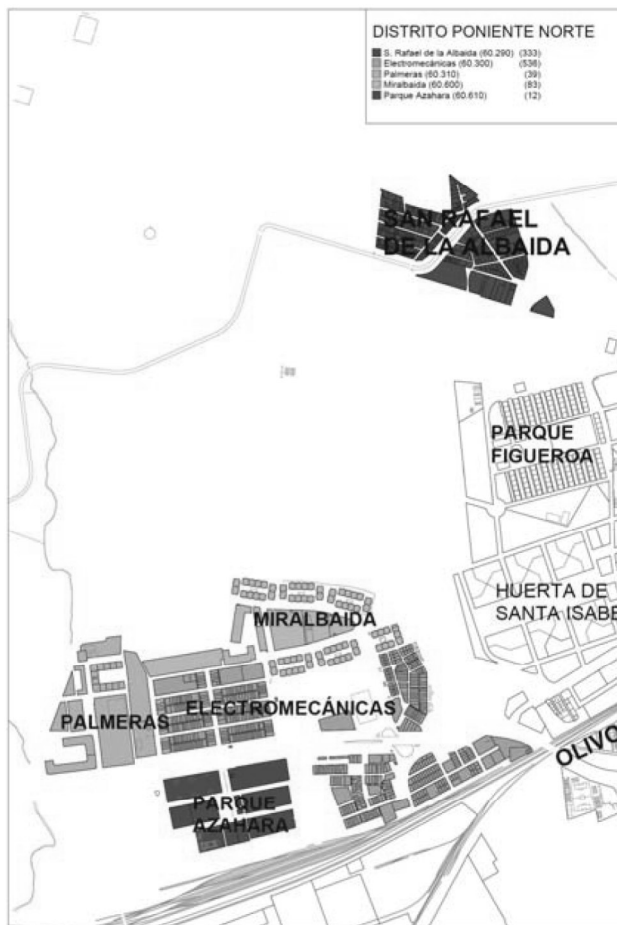 DISTRITO PONIENTE NORTE
S. Rafael de la Albaida (60.290) (333)
Electromecánicas (60.300) (536)
Palmeras (60.310) (39)
Miralbaida (60.600) (83)
Parque Azahara (60.610) (12)
SAN RAFAEL
DE LA ALBAIDA
PARQUE
FIGUEROA
HUERTA DE
SANTA ISABE
MIRALBAIDA
ELECTROMECÁNICAS
PALMERAS
PARQUE
AZAHARA
OLIVO